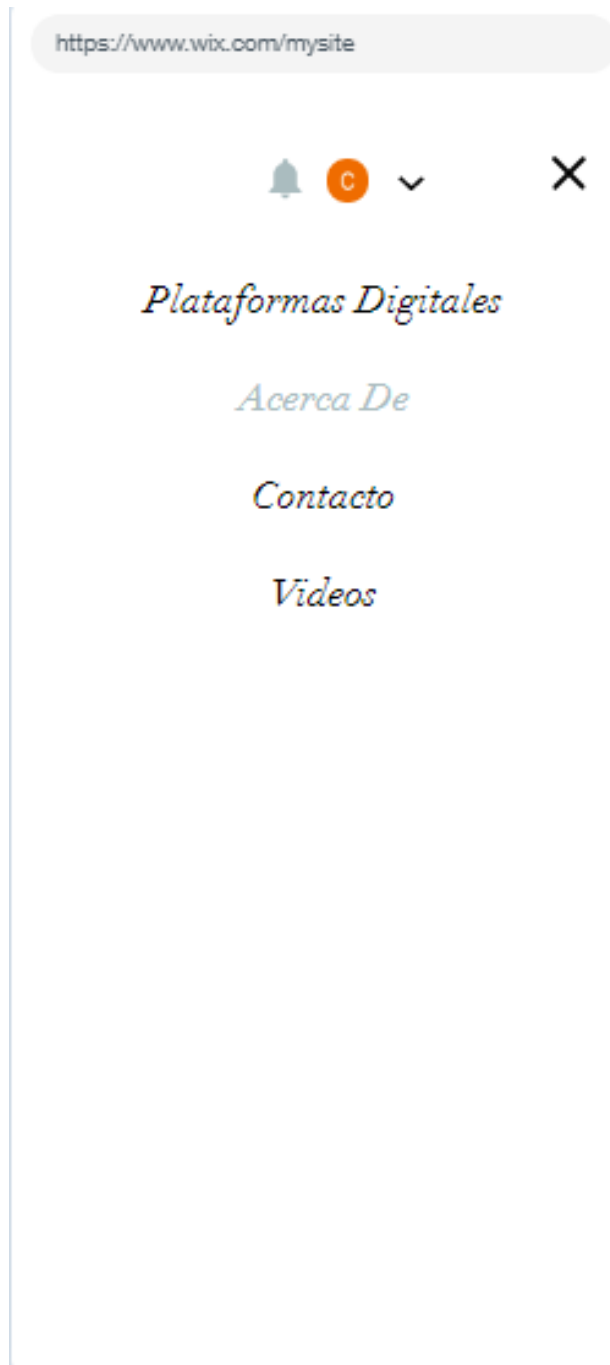 https://www.wix.com/mysite
C
Plataformas Digitales
Acerca De
Contacto
Videos